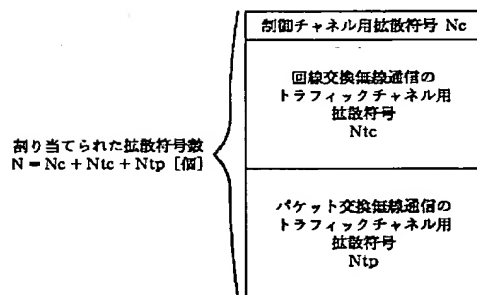 制御チャネル用拡散符号 Nc
回線交換無線通信の
トラフィックチャネル用
拡散符号
Ntc
割り当てられた拡散符号数
N = Nc + Ntc + Ntp [個]
パケット交換無線通信の
トラフィックチャネル用
拡散符号
Ntp